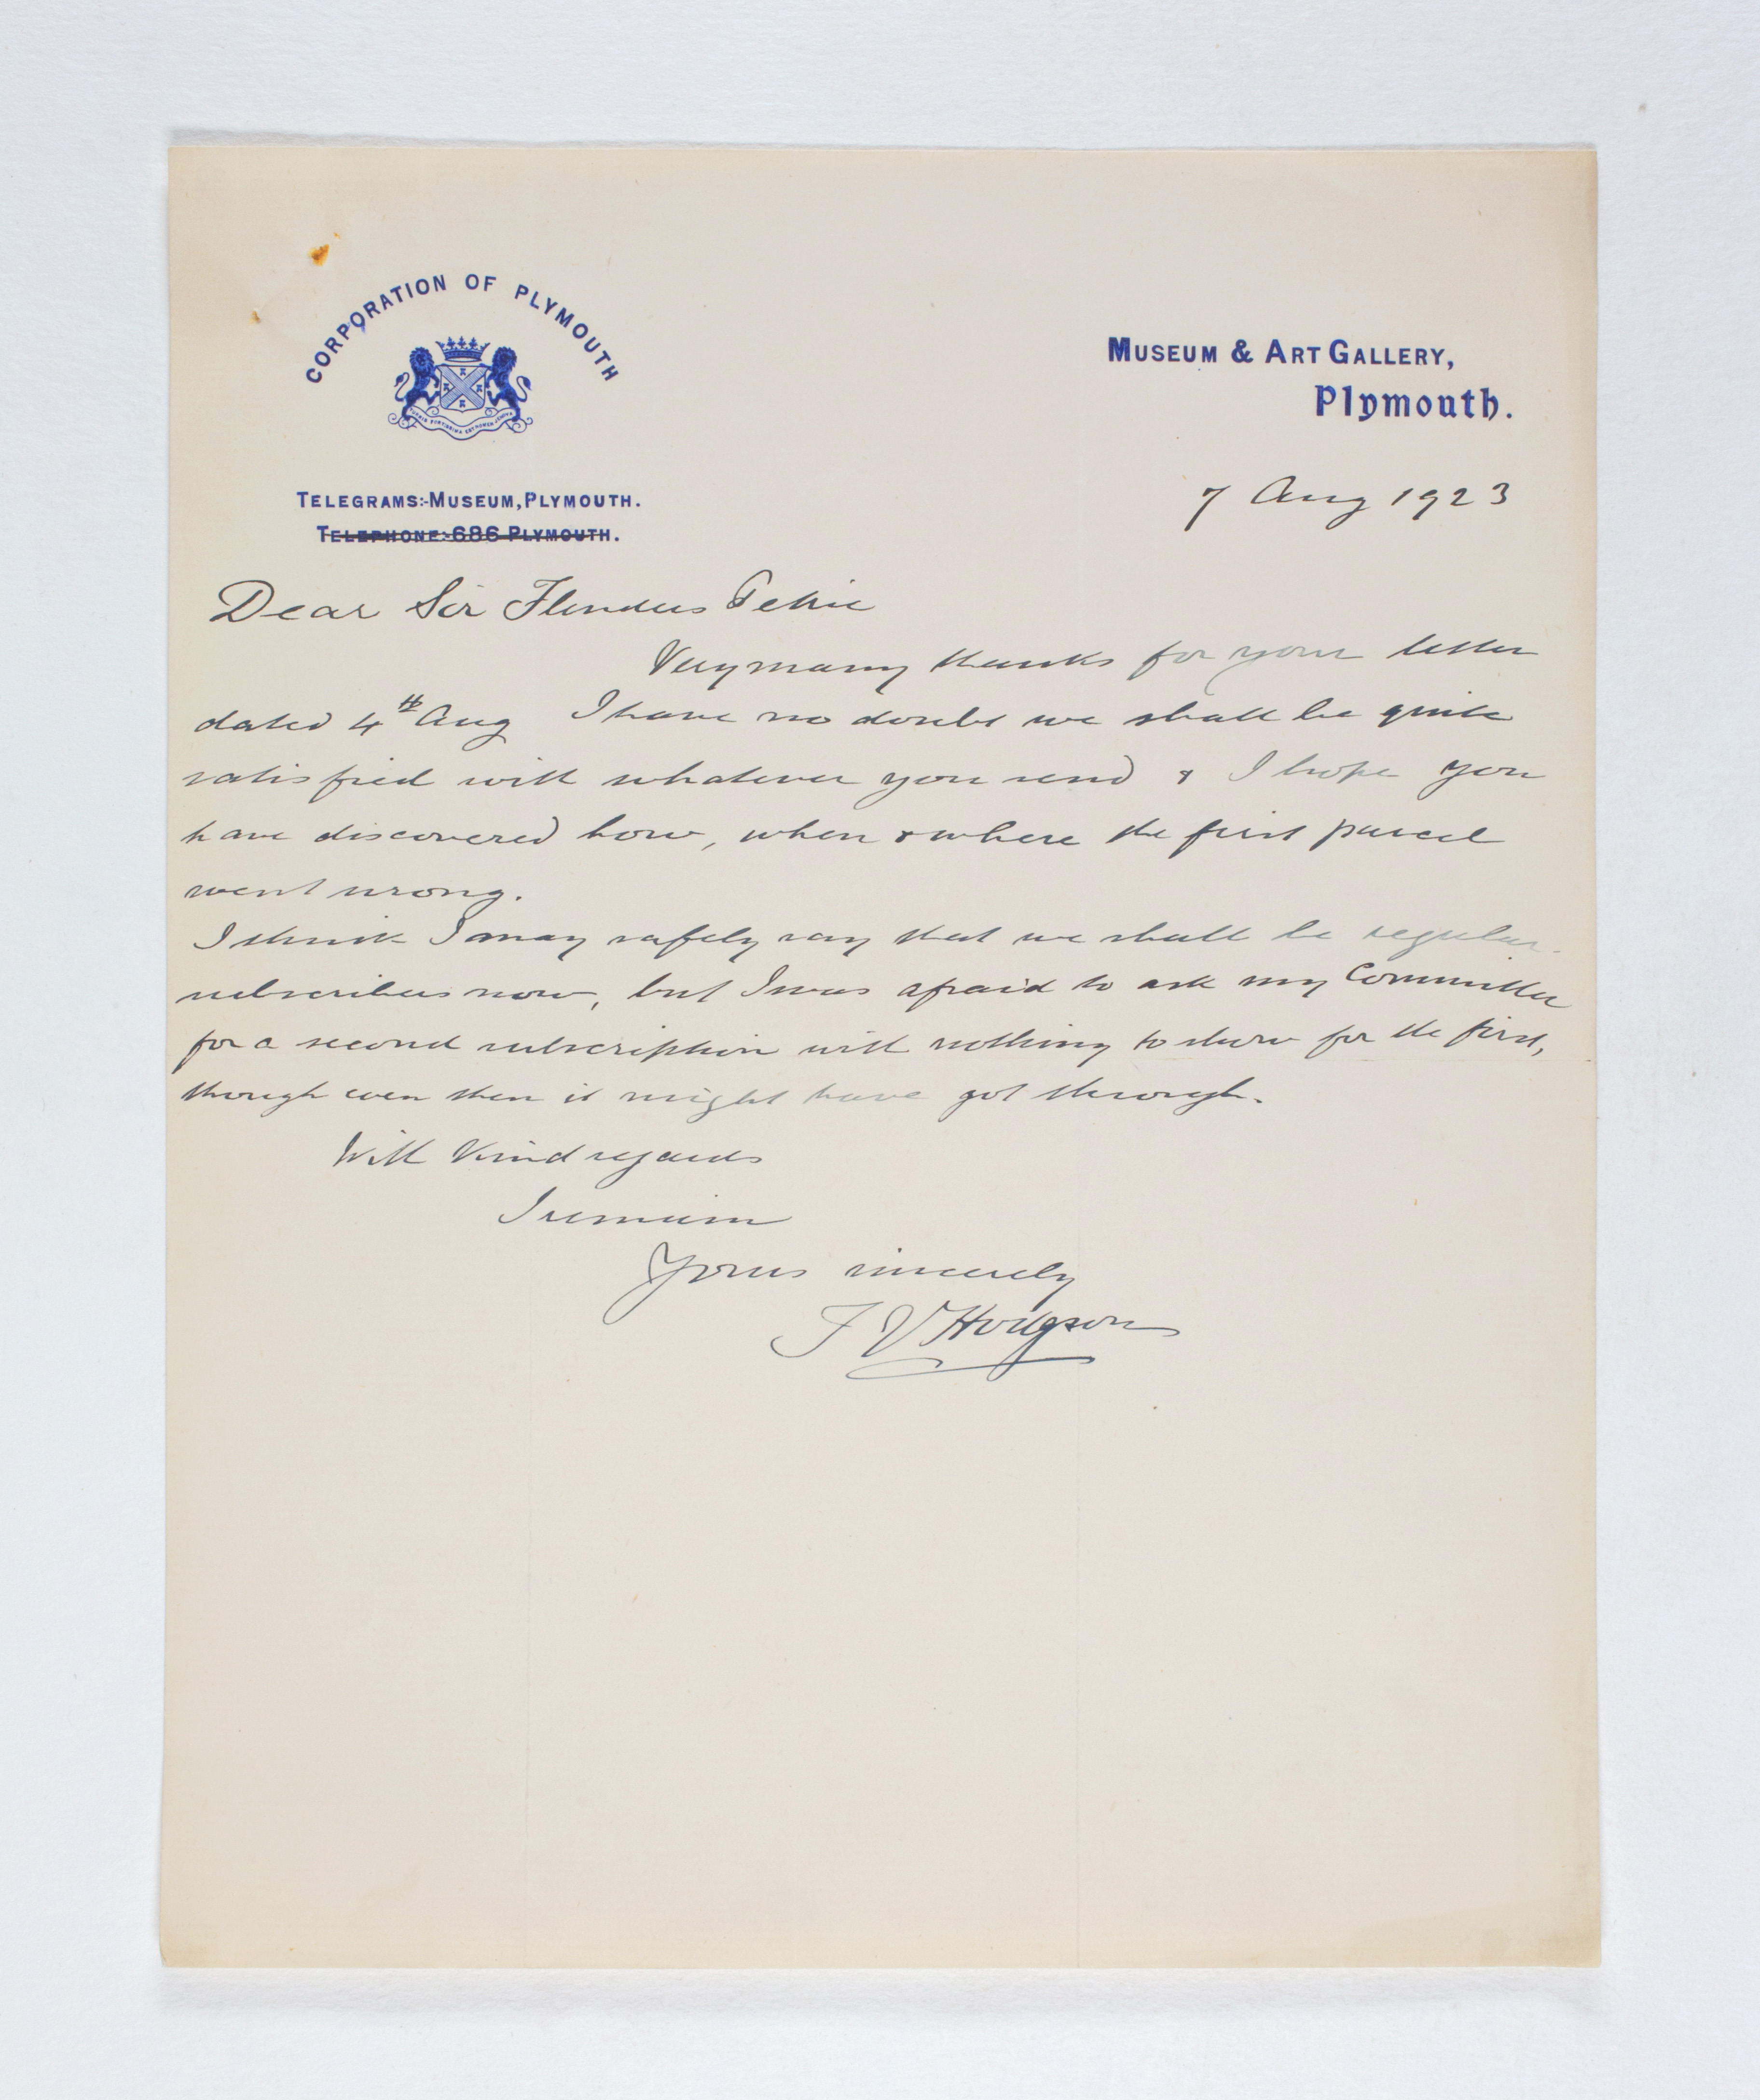 CORPORATION OF PLYMOUTH
MUSEUM & ART GALLERY,
Plymouth.
TELEGRAMS:-MUSEUM, PLYMOUTH.
TELEPHONE:-686 PLYMOUTH.
7 Aug 1923
Dear Sir Flinders Petrie
Very many thanks for your letter
dated 4th Aug I have no doubt we shall be quite
satisfied with whatever you send & I hope you
have discovered how, when & where the first parcel
went wrong.
I think I may safely say that we shall be regular
subscribers now, but I was afraid to ask my Committee
for a second subscription with nothing to show for the first,
though even then it might have got through.
With Kind regards
I remain
Yours sincerely
T V Hodgson